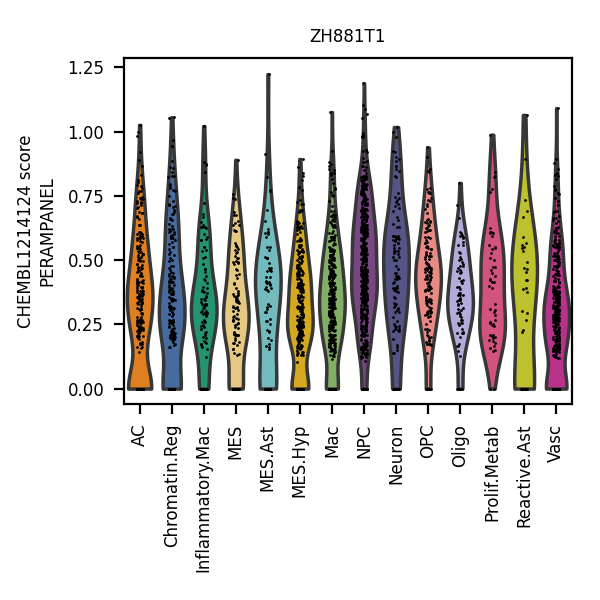 ZH881T1
CHEMBL1214124 score
PERAMPANEL
1.25
1.00
0.75
0.50
0.25
0.00
AC
Chromatin.Reg
Inflammatory.Mac
MES
MES.Ast
MES.Hyp
Mac
NPC
Neuron
OPC
Oligo
Prolif.Metab
Reactive.Ast
Vasc